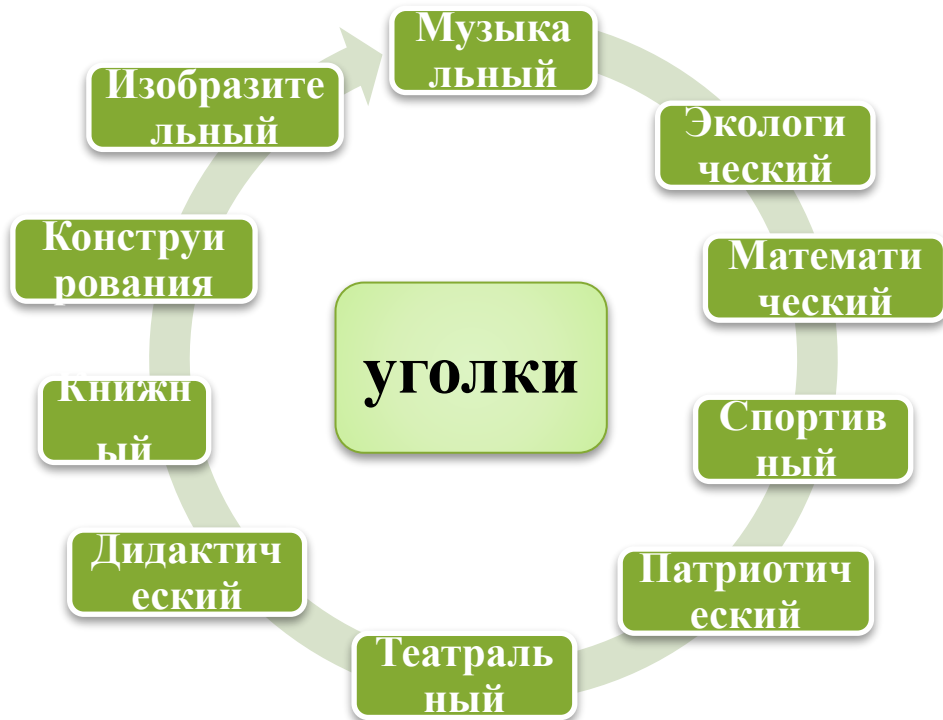 Музыка
льный
Экологи
ческий
Математи
ческий
Спортив
ный
Патриотич
еский
Театраль
ный
Дидактич
еский
Книжн
ый
Конструи
рования
Изобразите
льный
уголки